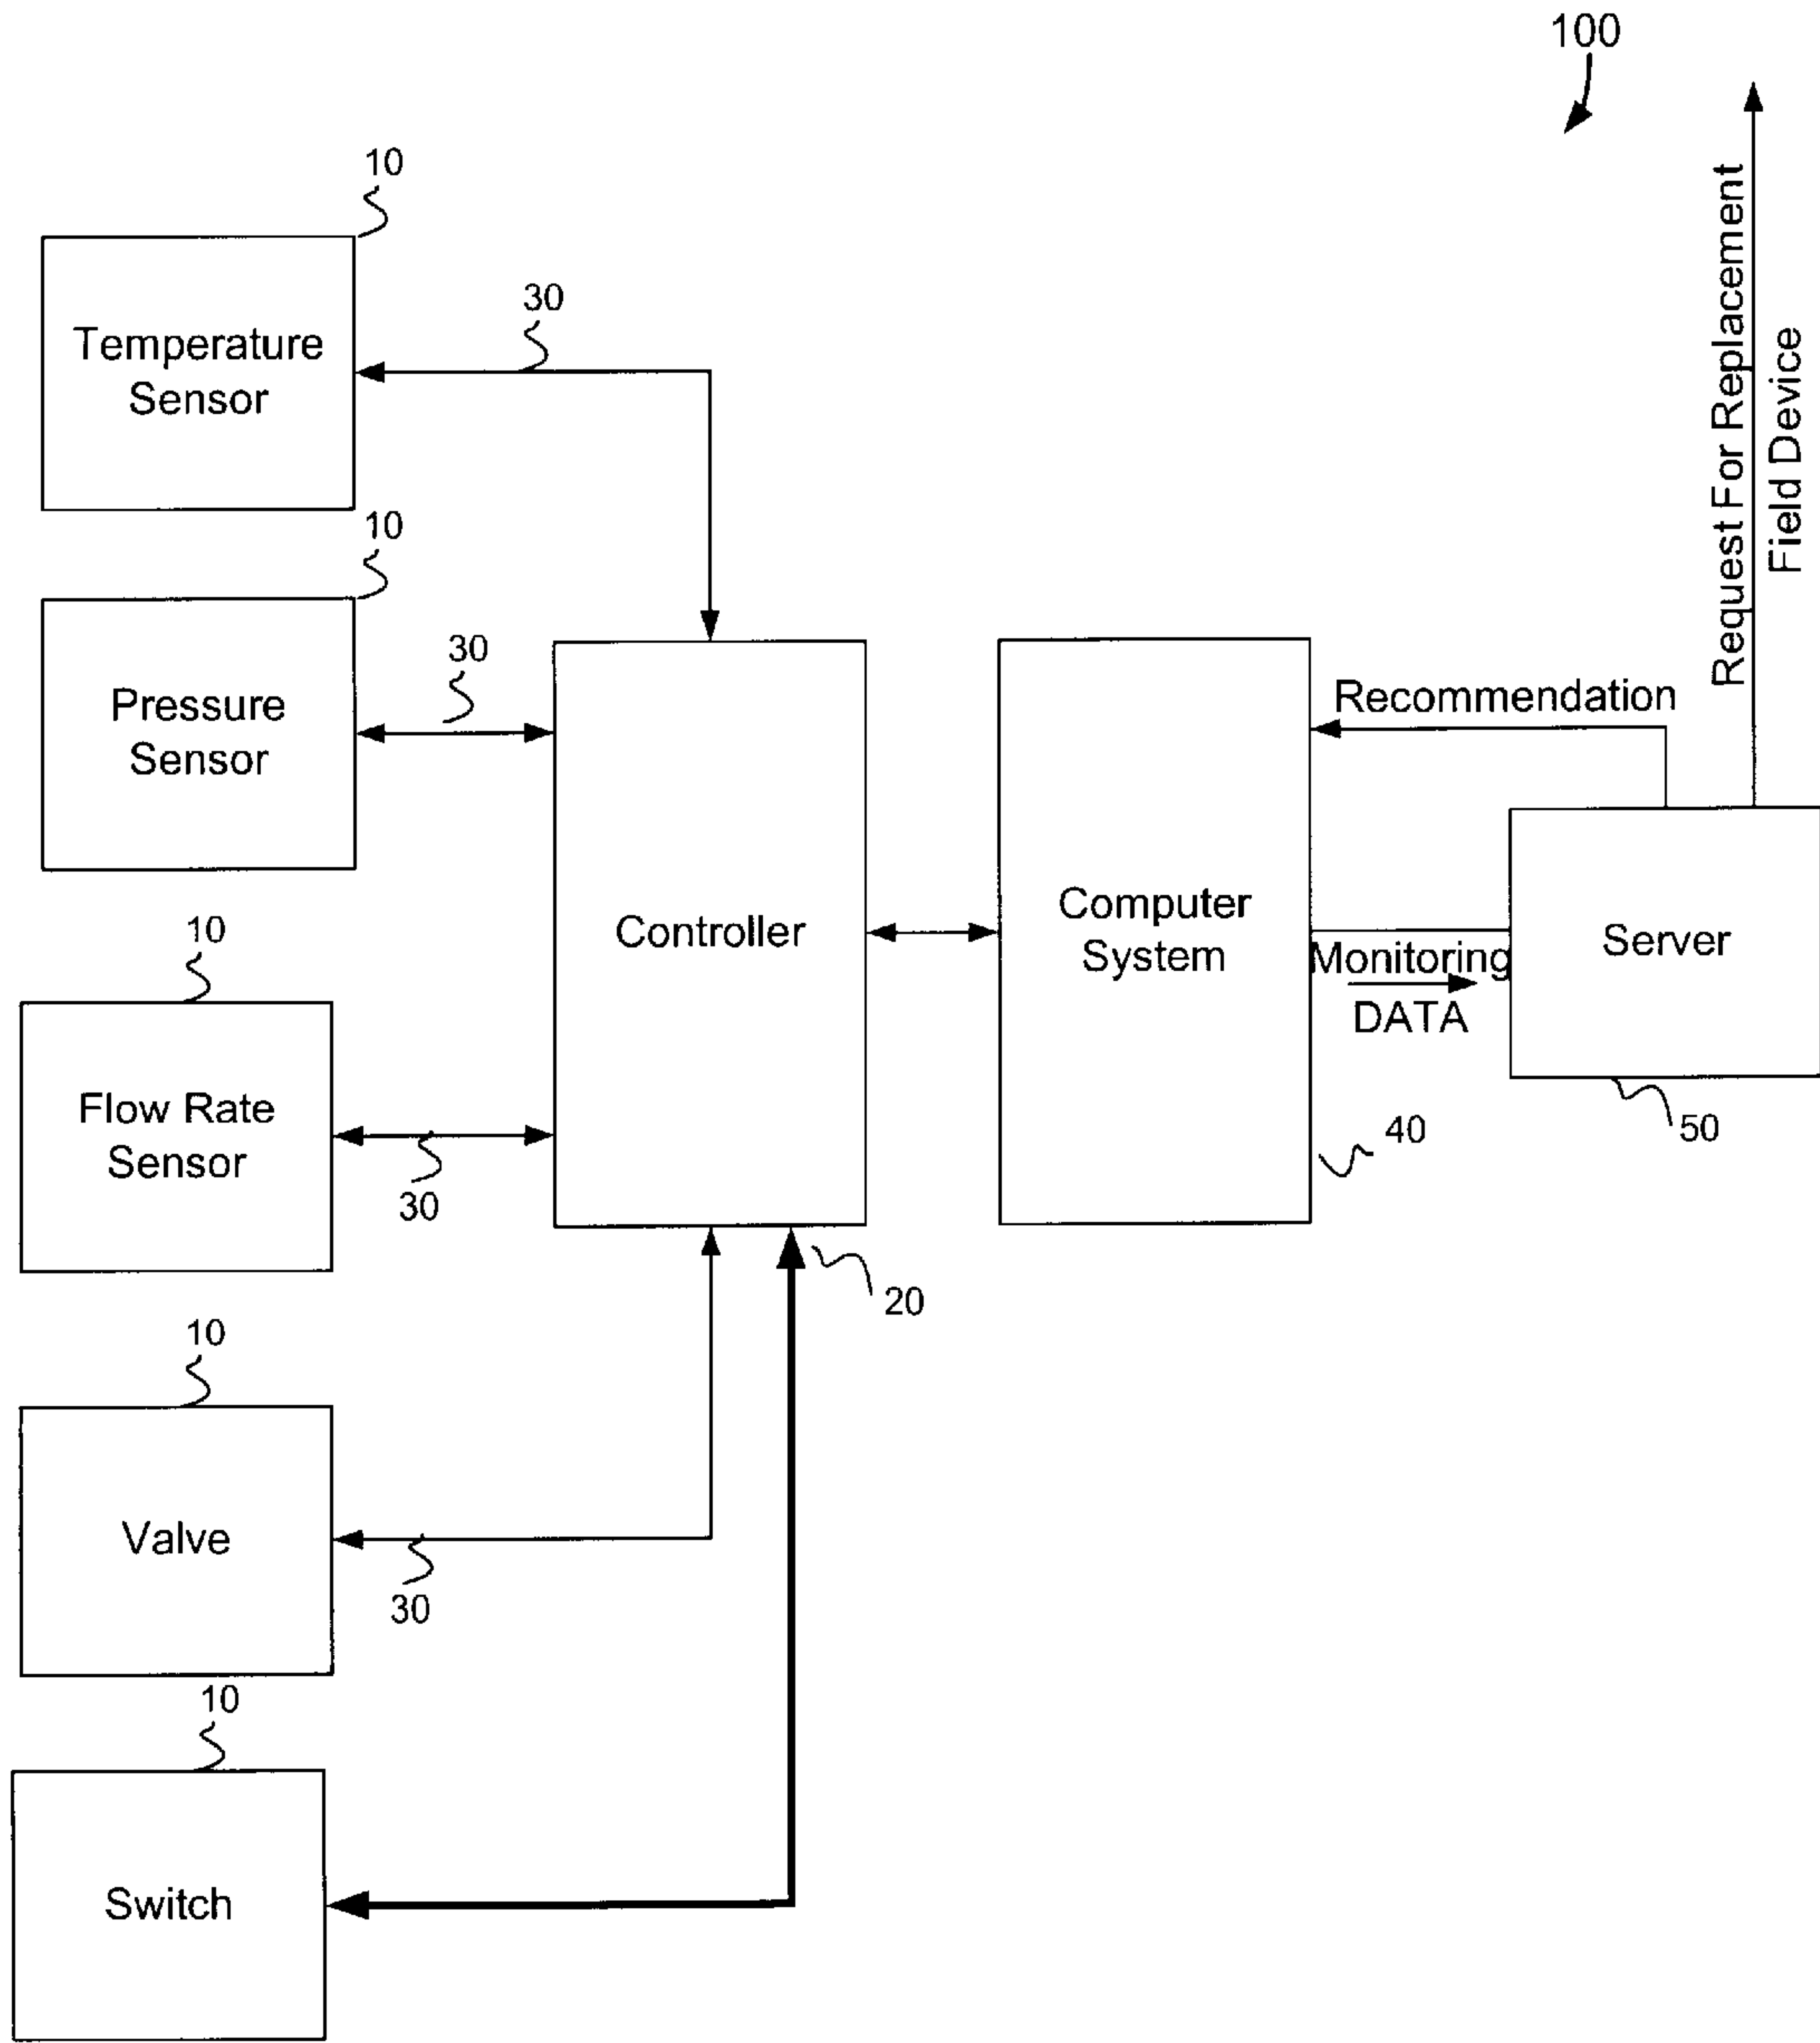 100
10
Temperature
Sensor
30
10
Pressure
Sensor
30
10
Flow Rate
Sensor
30
10
Valve
30
10
Switch
Controller
20
Computer
System
40
Recommendation
Monitoring
DATA
Server
50
Request For Replacement
Field Device